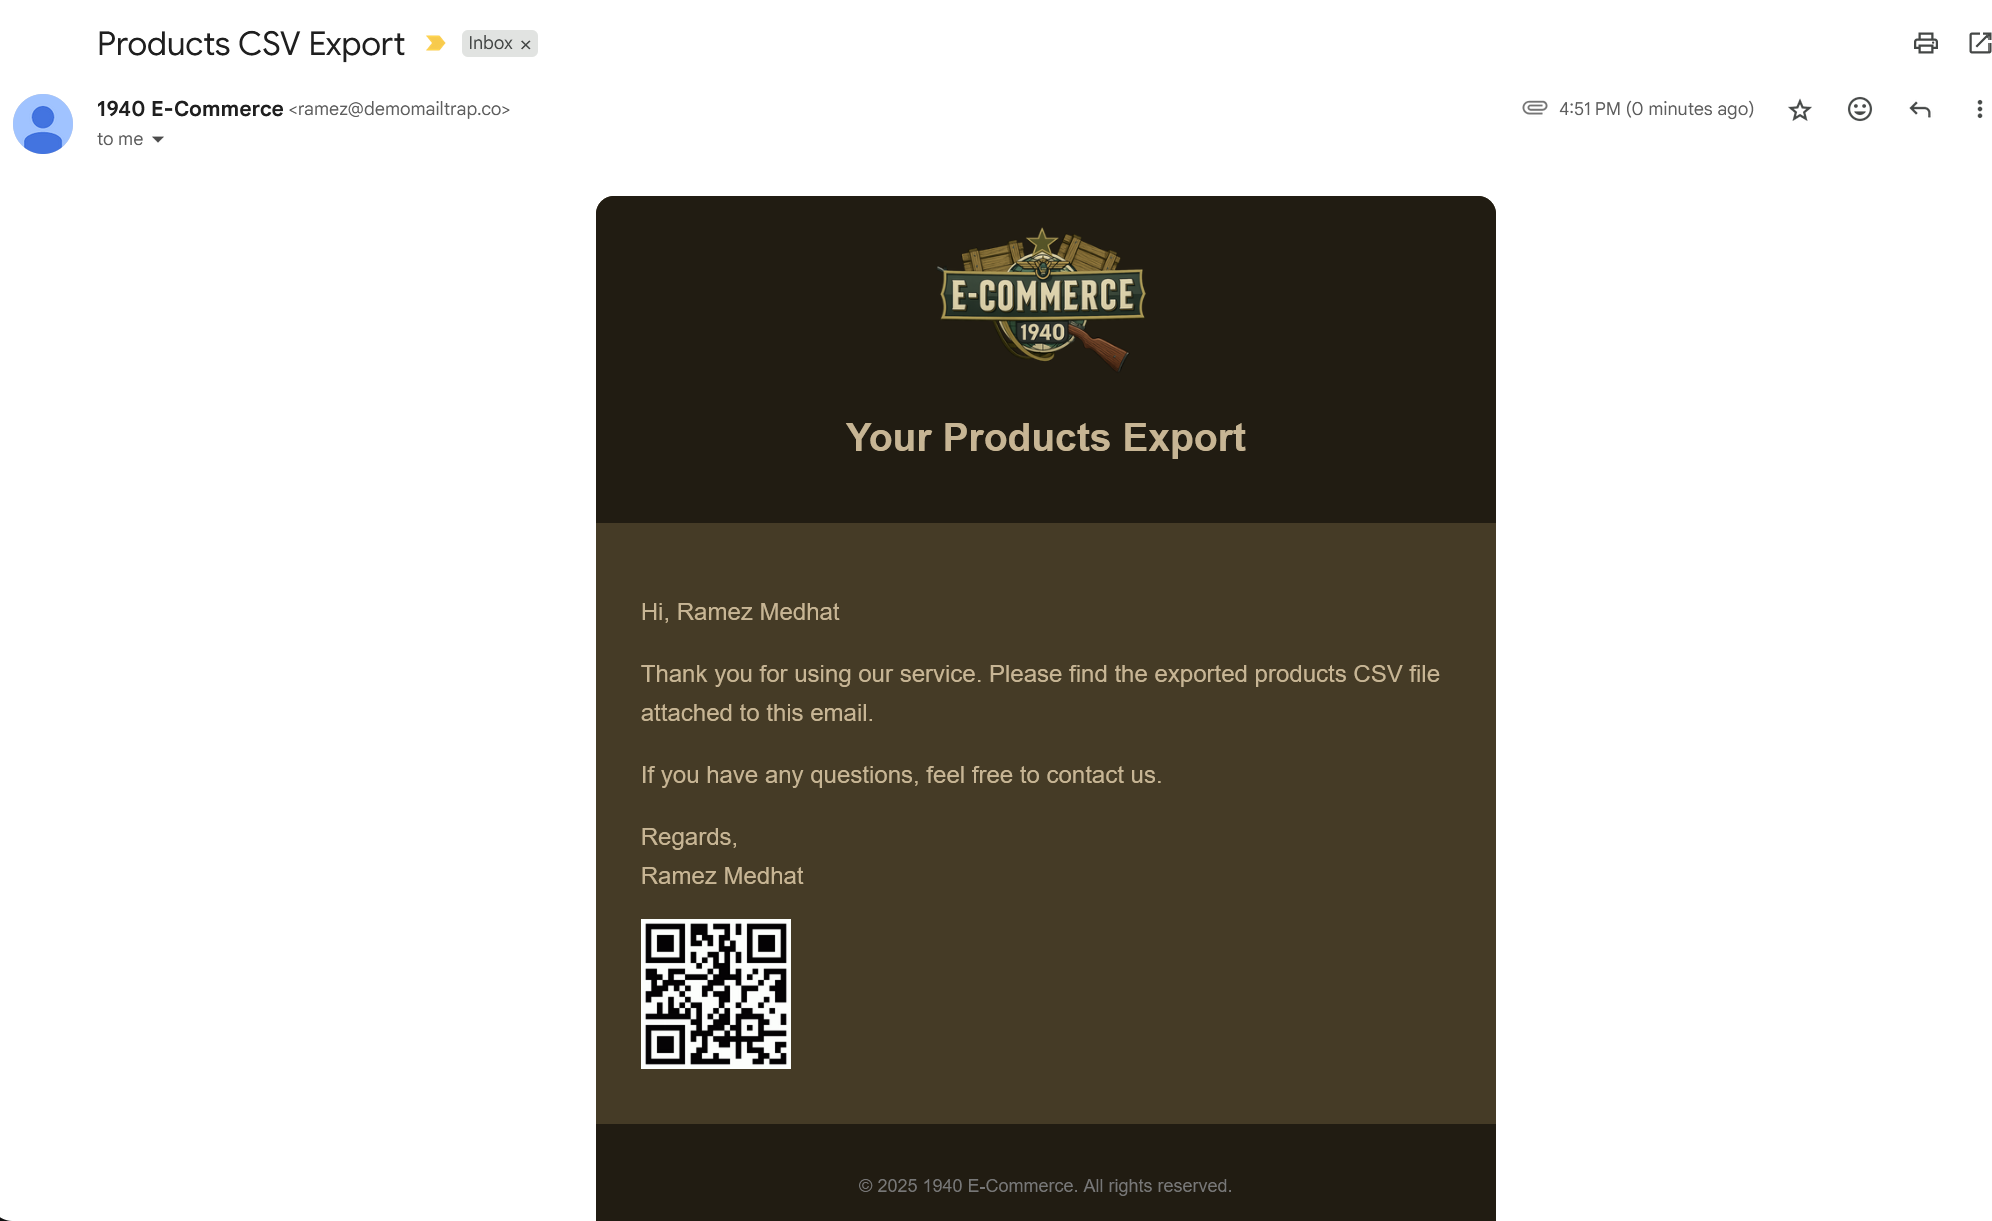 Products CSV Export
Inbox ×
1940 E-Commerce <ramez@demomailtrap.co>
4:51 PM (0 minutes ago)
to me
E-COMMERCE
1940
Your Products Export
Hi, Ramez Medhat
Thank you for using our service. Please find the exported products CSV file
attached to this email.
If you have any questions, feel free to contact us.
Regards,
Ramez Medhat
© 2025 1940 E-Commerce. All rights reserved.